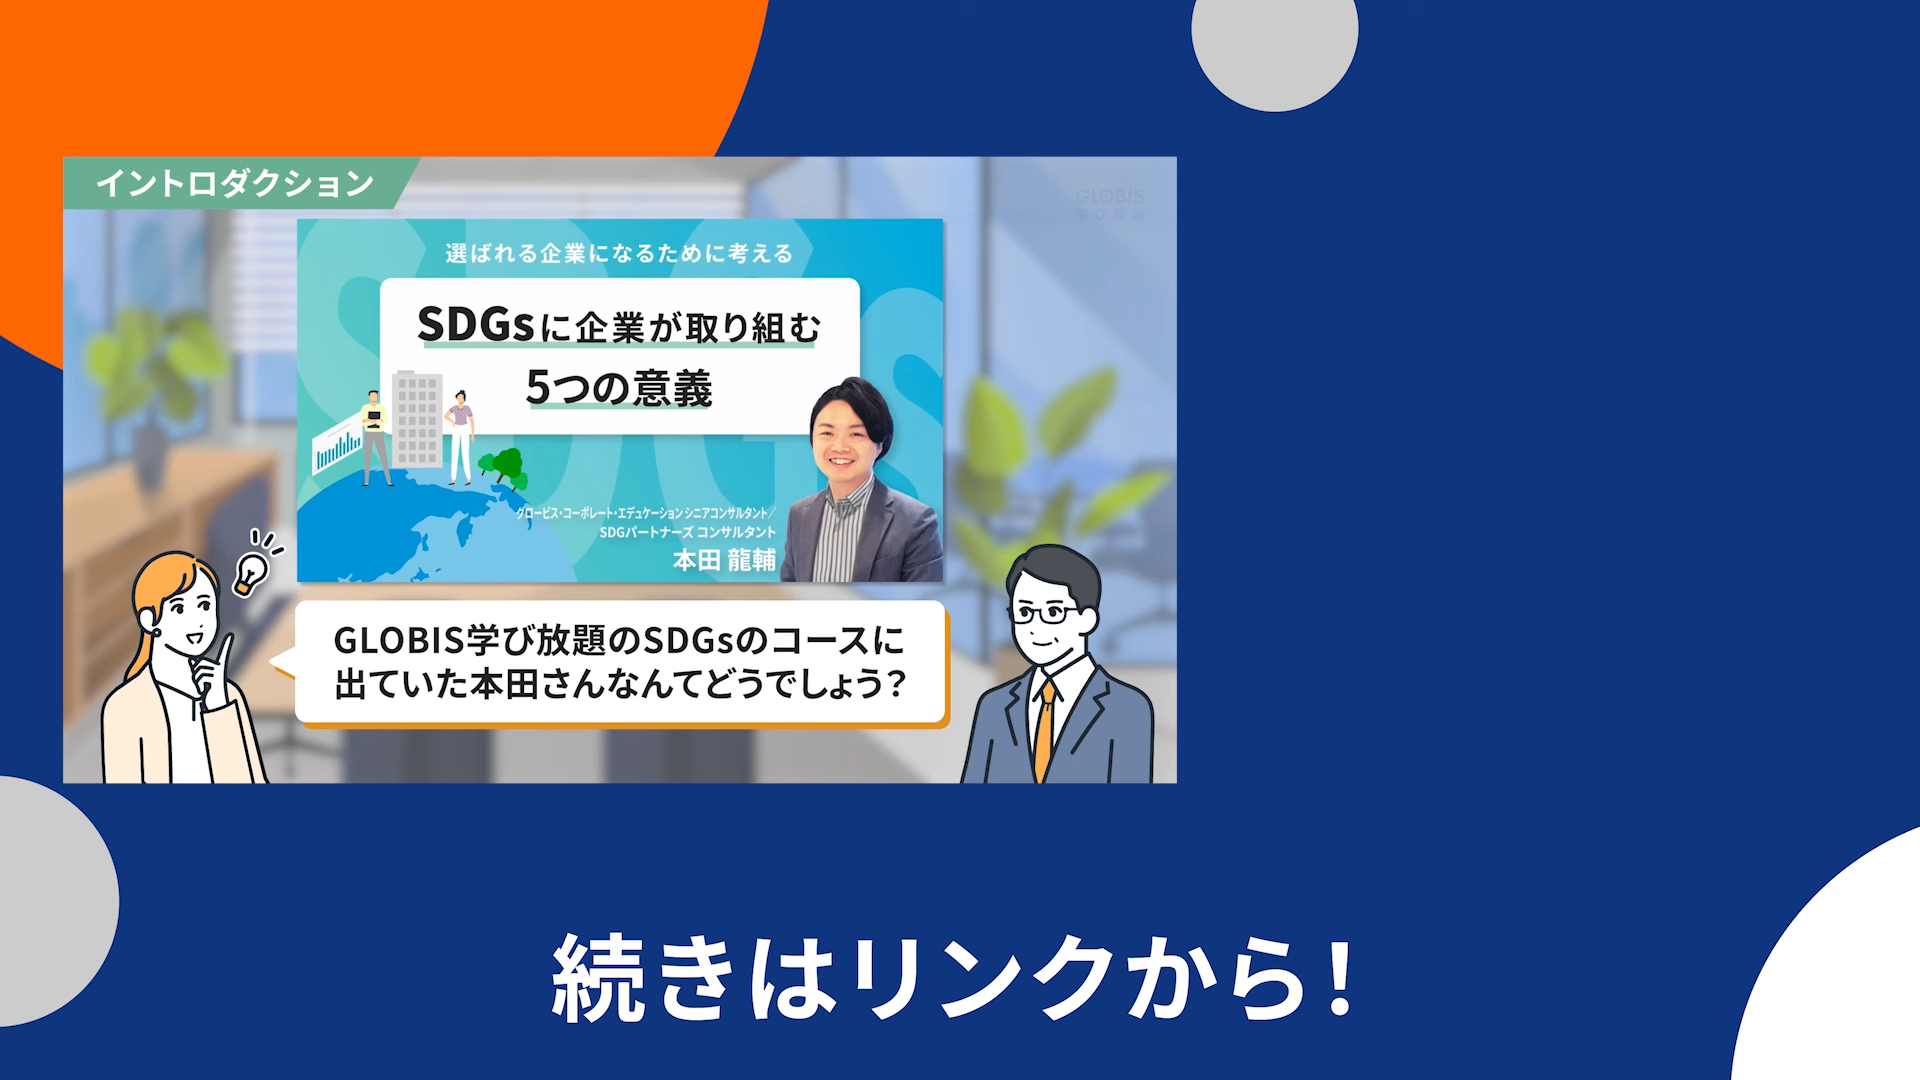 イントロダクション
GLOBIS
学び放題
選ばれる企業になるために考える
SDGsに企業が取り組む
5つの意義
グロービス・コーポレート・エデュケーション シニアコンサルタント／
SDGパートナーズ コンサルタント
本田 龍輔
GLOBIS学び放題のSDGsのコースに
出ていた本田さんなんてどうでしょう？
続きはリンクから！